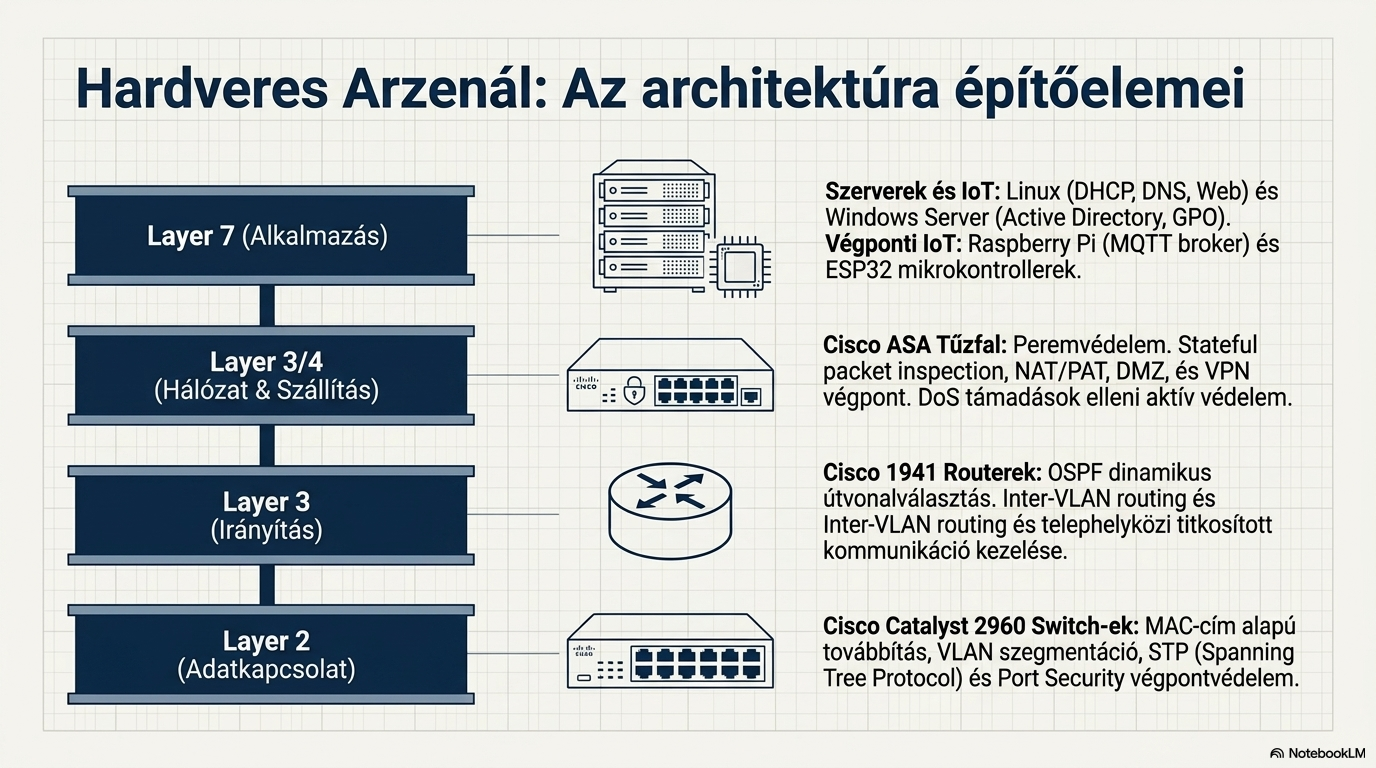 Hardveres Arzenál: Az architektúra építőelemei
Layer 7 (Alkalmazás)
Szerverek és IoT: Linux (DHCP, DNS, Web) és
Windows Server (Active Directory, GPO).
Végponti IoT: Raspberry Pi (MQTT broker) és
ESP32 mikrokontrollerek.
Layer 3/4
(Hálózat & Szállítás)
Cisco ASA Tűzfal: Peremvédelem. Stateful
packet inspection, NAT/PAT, DMZ, és VPN
végpont. DoS támadások elleni aktív védelem.
Layer 3
(Irányítás)
Cisco 1941 Routerek: OSPF dinamikus
útvonalválasztás. Inter-VLAN routing és
Inter-VLAN routing és telephelyközi titkosított
kommunikáció kezelése.
Layer 2
(Adatkapcsolat)
Cisco Catalyst 2960 Switch-ek: MAC-cím alapú
továbbítás, VLAN szegmentáció, STP (Spanning
Tree Protocol) és Port Security végpontvédelem.
NotebookLM